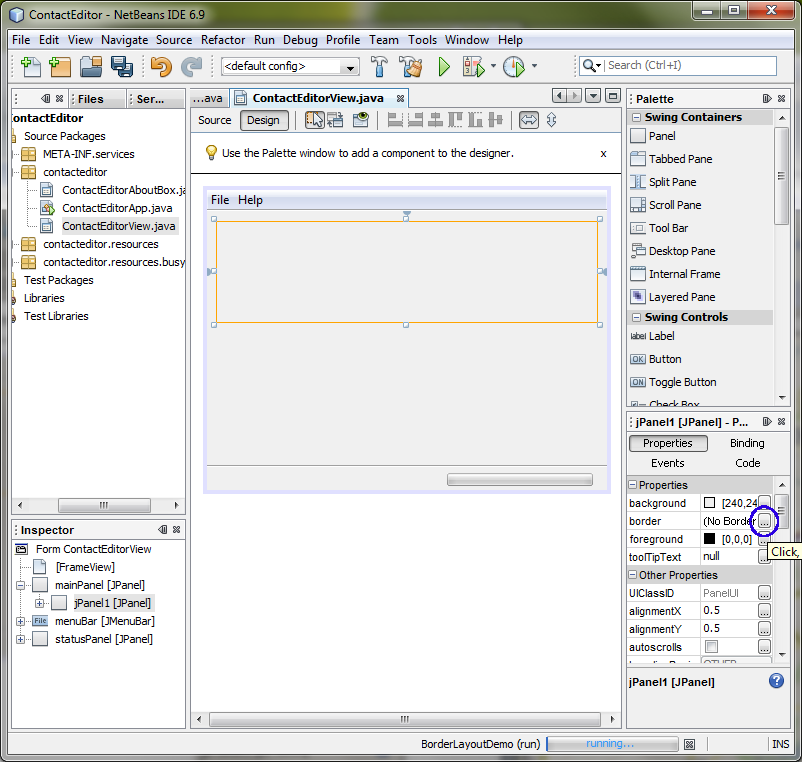 ContactEditor - NetBeans IDE 6.9
File Edit View Navigate Source Refactor Run Debug Profile Team Tools Window Help
<default config>
Search (Ctrl+I)
Files
Ser...
...ava
ContactEditorView.java
Palette
ontactEditor
Source Packages
META-INF.services
contacteditor
ContactEditorAboutBox.ja
ContactEditorApp.java
ContactEditorView.java
contacteditor.resources
contacteditor.resources.busy
Test Packages
Libraries
Test Libraries
Source Design
Use the Palette window to add a component to the designer. x
File Help
Swing Containers
Panel
Tabbed Pane
Split Pane
Scroll Pane
Tool Bar
Desktop Pane
Internal Frame
Layered Pane
Swing Controls
Label
label
Button
OK
Toggle Button
ON
Check Box
Inspector
Form ContactEditorView
[FrameView]
mainPanel [JPanel]
jPanel1 [JPanel]
File menuBar [JMenuBar]
statusPanel [JPanel]
jPanel1 [JPanel] - P...
Properties Binding
Events Code
Properties
background [240,24 ...
border (No Border ...
foreground [0,0,0] ...
Click,
toolTipText null ...
Other Properties
UIClassID PanelUI ...
alignmentX 0.5 ...
alignmentY 0.5 ...
autoscrolls ...
jPanel1 [JPanel]
BorderLayoutDemo (run) running... INS